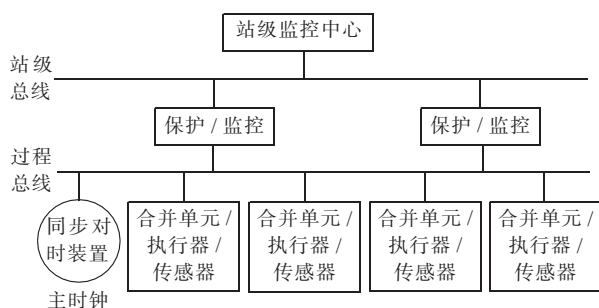 站级监控中心
站级
总线
保护 / 监控
保护 / 监控
过程
总线
同步对
时装置
主时钟
合并单元 /
执行器 /
传感器
合并单元 /
执行器 /
传感器
合并单元 /
执行器 /
传感器
合并单元 /
执行器 /
传感器